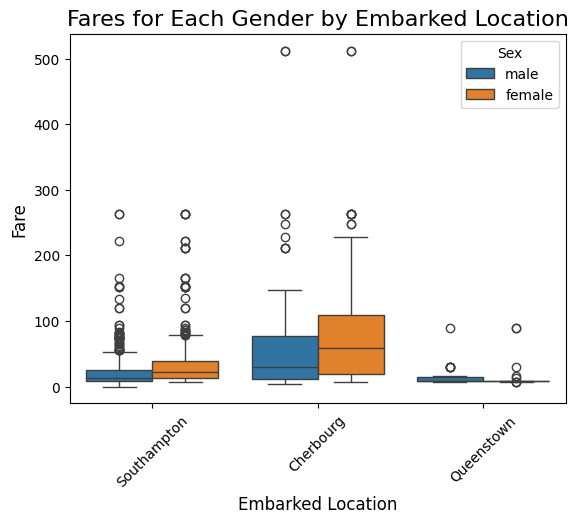 Fares for Each Gender by Embarked Location
Sex
male
female
500
400
300
200
100
0
Fare
Southampton
Cherbourg
Queenstown
Embarked Location